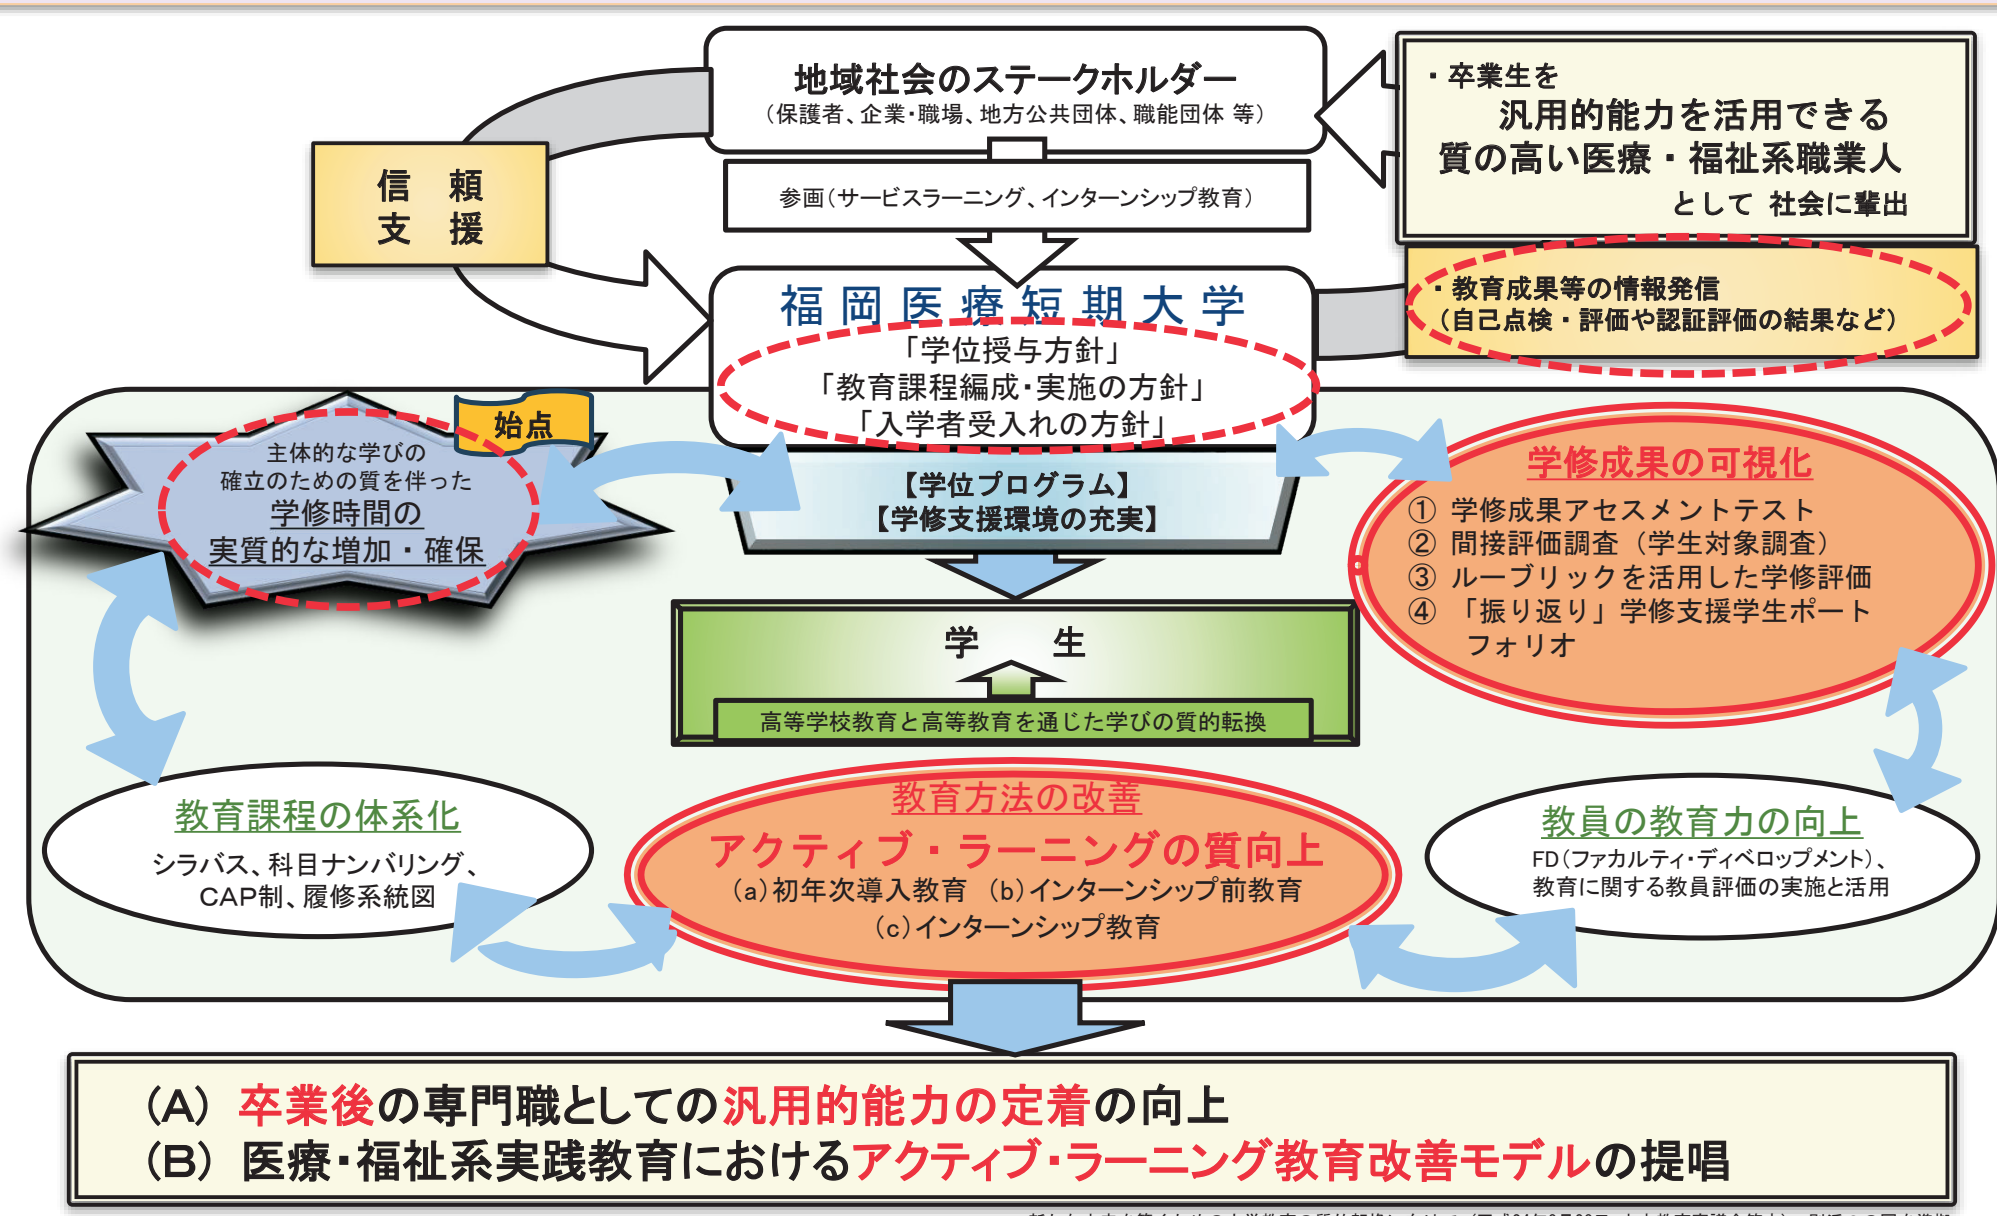 地域社会のステークホルダー
（保護者、企業・職場、地方公共団体、職能団体 等）
・卒業生を
汎用的能力を活用できる
質の高い医療・福祉系職業人
として 社会に輩出
信　頼
支　援
参画（サービスラーニング、インターンシップ教育）
・教育成果等の情報発信
（自己点検・評価や認証評価の結果など）
福岡医療短期大学
「学位授与方針」
「教育課程編成・実施の方針」
「入学者受入れの方針」
始点
主体的な学びの
確立のための質を伴った
学修時間の
実質的な増加・確保
【学位プログラム】
【学修支援環境の充実】
学修成果の可視化
① 学修成果アセスメントテスト
② 間接評価調査（学生対象調査）
③ ルーブリックを活用した学修評価
④ 「振り返り」学修支援学生ポート
フォリオ
学　生
高等学校教育と高等教育を通じた学びの質的転換
教育課程の体系化
シラバス、科目ナンバリング、
CAP制、履修系統図
教育方法の改善
アクティブ・ラーニングの質向上
（a）初年次導入教育 （b）インターンシップ前教育
（c）インターンシップ教育
教員の教育力の向上
FD（ファカルティ・ディベロップメント）、
教育に関する教員評価の実施と活用
（A） 卒業後の専門職としての汎用的能力の定着の向上
（B） 医療・福祉系実践教育におけるアクティブ・ラーニング教育改善モデルの提唱